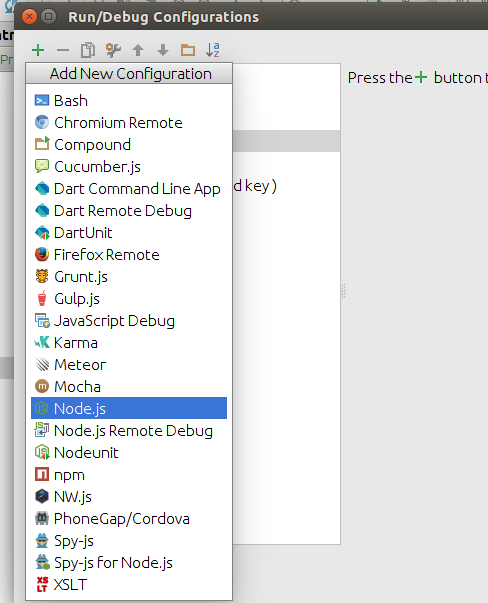 Run/Debug Configurations
ntr
Pr
Add New Configuration
Press the + button t
Bash
Chromium Remote
Compound
Cucumber.js
Dart Command Line App
d key)
Dart Remote Debug
DartUnit
Firefox Remote
Grunt.js
Gulp.js
JavaScript Debug
Karma
Meteor
Mocha
Node.js
Node.js Remote Debug
Nodeunit
npm
NW.js
PhoneGap/Cordova
Spy-js
Spy-js for Node.js
XSLT